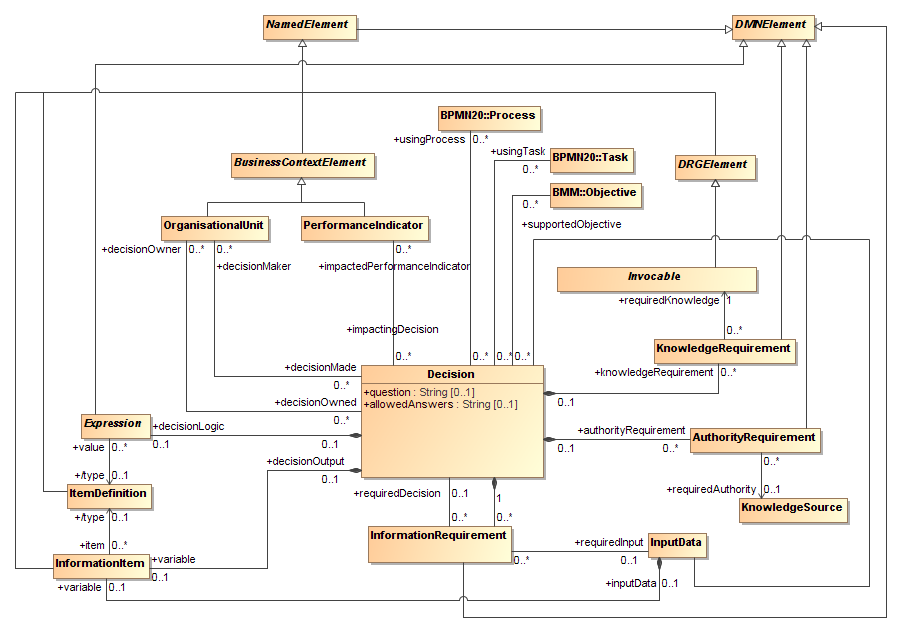 NamedElement
DMNElement
BPMN20::Process
+usingProcess 0..*
+usingTask
BPMN20::Task
0..*
BusinessContextElement
DRGElement
BMM::Objective
0..*
+supportedObjective
OrganisationalUnit
PerformanceIndicator
+decisionOwner 0..* 0..*
0..*
+decisionMaker
+impactedPerformanceIndicator
Invocable
+requiredKnowledge 1
+impactingDecision
0..*
KnowledgeRequirement
0..* 0..* 0..* 0..*
+decisionMade
0..*
Decision
+knowledgeRequirement 0..*
+question : String [0..1]
+allowedAnswers : String [0..1]
0..1
+decisionOwned
0..*
Expression
+decisionLogic
0..1
0..1
+authorityRequirement
0..1
0..*
AuthorityRequirement
+value 0..*
+decisionOutput
0..1
0..*
+/type 0..1
+requiredAuthority 0..1
ItemDefinition
+requiredDecision 0..1
1
KnowledgeSource
+/type 0..1
0..* 0..*
InformationRequirement
+item 0..*
+requiredInput
InputData
0..*
0..1
InformationItem
+variable
0..1
+variable 0..1
+inputData 0..1